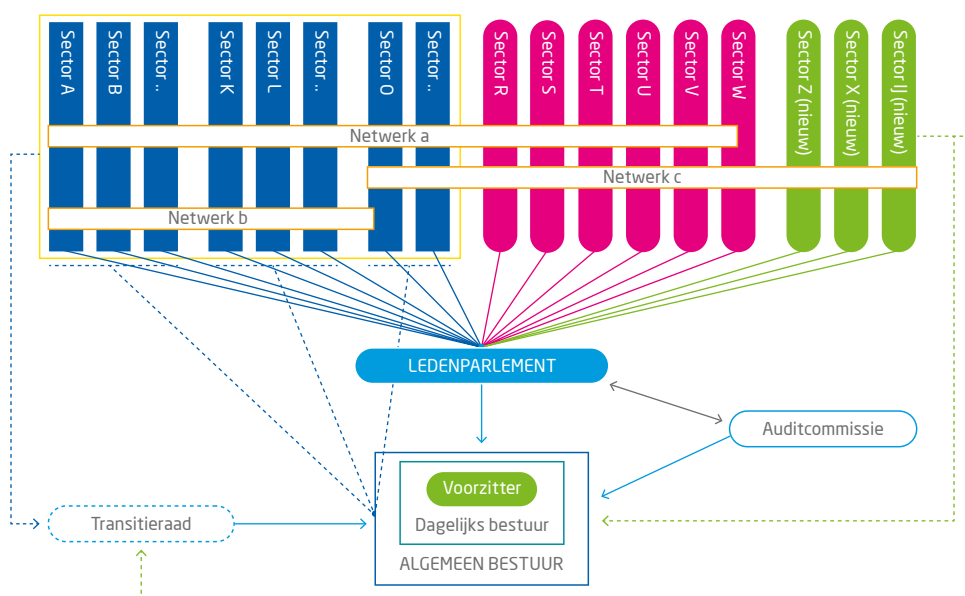 Sector A
Sector B
Sector ..
Sector K
Sector L
Sector ..
Sector O
Sector ..
Sector R
Sector S
Sector T
Sector U
Sector V
Sector W
Sector Z (nieuw)
Sector X (nieuw)
Sector IJ (nieuw)
Netwerk a
Netwerk c
Netwerk b
LEDENPARLEMENT
Auditcommissie
Voorzitter
Dagelijks bestuur
ALGEMEEN BESTUUR
Transitieraad